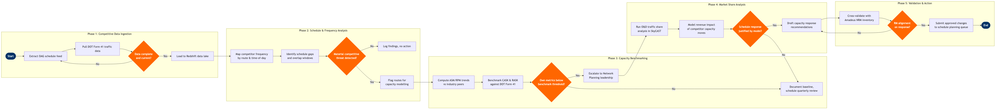 Phase 1: Competitive Data Ingestion
Start
Extract OAG schedule feed
Pull DOT Form 41 traffic
data
Data complete
and current?
No
Yes
Load to Redshift data lake
Phase 2: Schedule & Frequency Analysis
Map competitor frequency
by route & time-of-day
Identify schedule gaps
and overlap windows
Material competitive
threat detected?
No
Log findings, no action
Yes
Flag routes for
capacity modelling
Phase 3: Capacity Benchmarking
Compute ASM/RPM trends
vs industry peers
Benchmark CASK & RASK
against DOT Form 41
Own metrics below
benchmark threshold?
Yes
Escalate to Network
Planning leadership
No
Document baseline,
schedule quarterly review
Phase 4: Market Share Analysis
Run O&D traffic share
analysis in SkyCAST
Model revenue impact
of competitor capacity
moves
Schedule response
justified by model?
Yes
No
Draft capacity response
recommendations
Phase 5: Validation & Action
Cross-validate with
Amadeus NRM inventory
RM alignment
on response?
No
Yes
Submit approved changes
to schedule planning queue
End